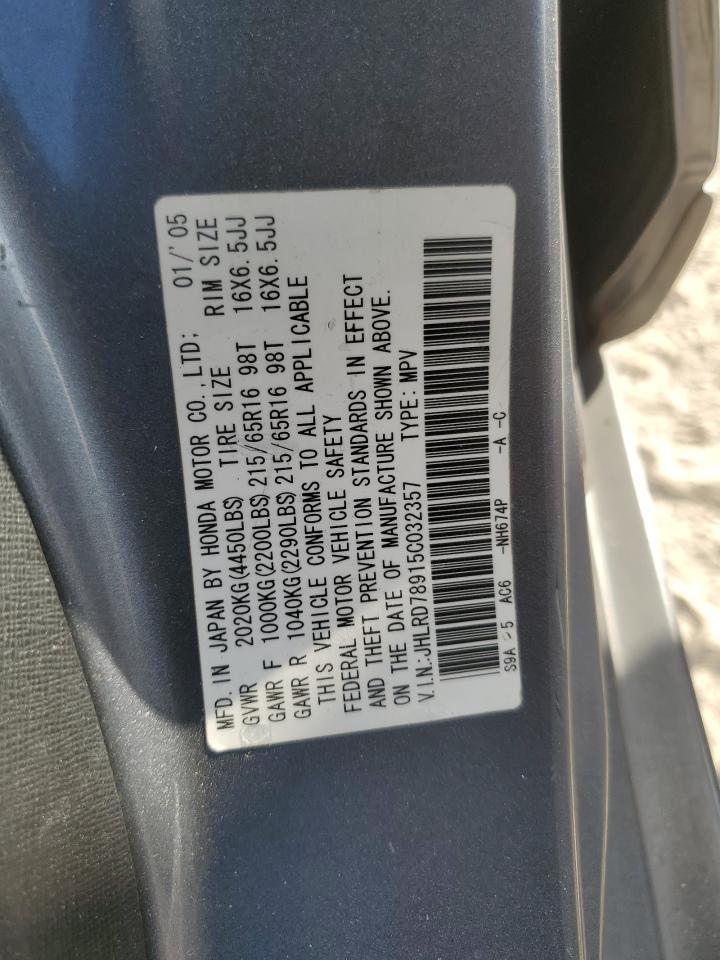 MFD. IN JAPAN BY HONDA MOTOR CO., LTD; 01/'05
GVWR 2020KG(4450LBS) TIRE SIZE RIM SIZE
GAWR F 1000KG(2200LBS) 215/65R16 98T 16X6.5JJ
GAWR R 1040KG(2290LBS) 215/65R16 98T 16X6.5JJ
THIS VEHICLE CONFORMS TO ALL APPLICABLE
FEDERAL MOTOR VEHICLE SAFETY
AND THEFT PREVENTION STANDARDS IN EFFECT
ON THE DATE OF MANUFACTURE SHOWN ABOVE.
V.I.N.:JHLRD78915C032357 TYPE: MPV
S9A 5 AC6 -NH674P -A -C